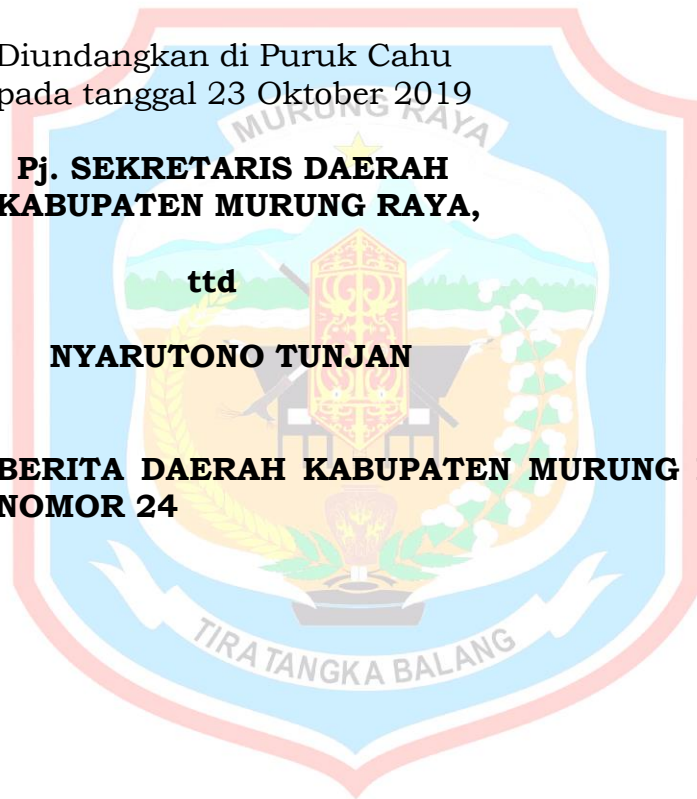 Diundangkan di Puruk Cahu
pada tanggal 23 Oktober 2019
MURUNG RAYA
Pj. SEKRETARIS DAERAH
KABUPATEN MURUNG RAYA,
ttd
NYARUTONO TUNJAN
BERITA DAERAH KABUPATEN MURUNG
NOMOR 24
TIRA TANGKA BALANG